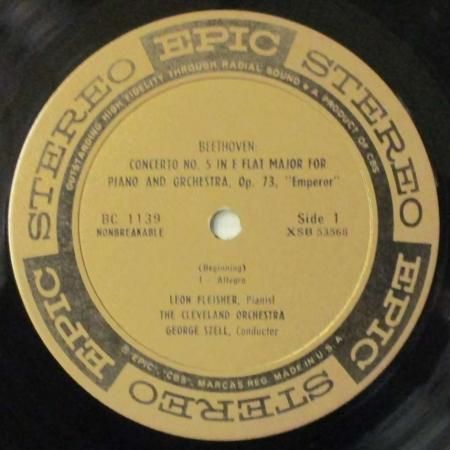 EPIC STEREO EPIC STEREO EPIC STEREO
OUTSTANDING HIGH FIDELITY THROUGH RADIAL SOUND • A PRODUCT OF CBS
BEETHOVEN:
CONCERTO NO. 5 IN E FLAT MAJOR FOR
PIANO AND ORCHESTRA, Op. 73, "Emperor"
BC 1139 Side 1
NONBREAKABLE XSB 53568
(Beginning)
1 - Allegro
LEON FLEISHER, Pianist
THE CLEVELAND ORCHESTRA
GEORGE SZELL, Conductor
"EPIC", "CBS", MARCAS REG. MADE IN U.S.A.